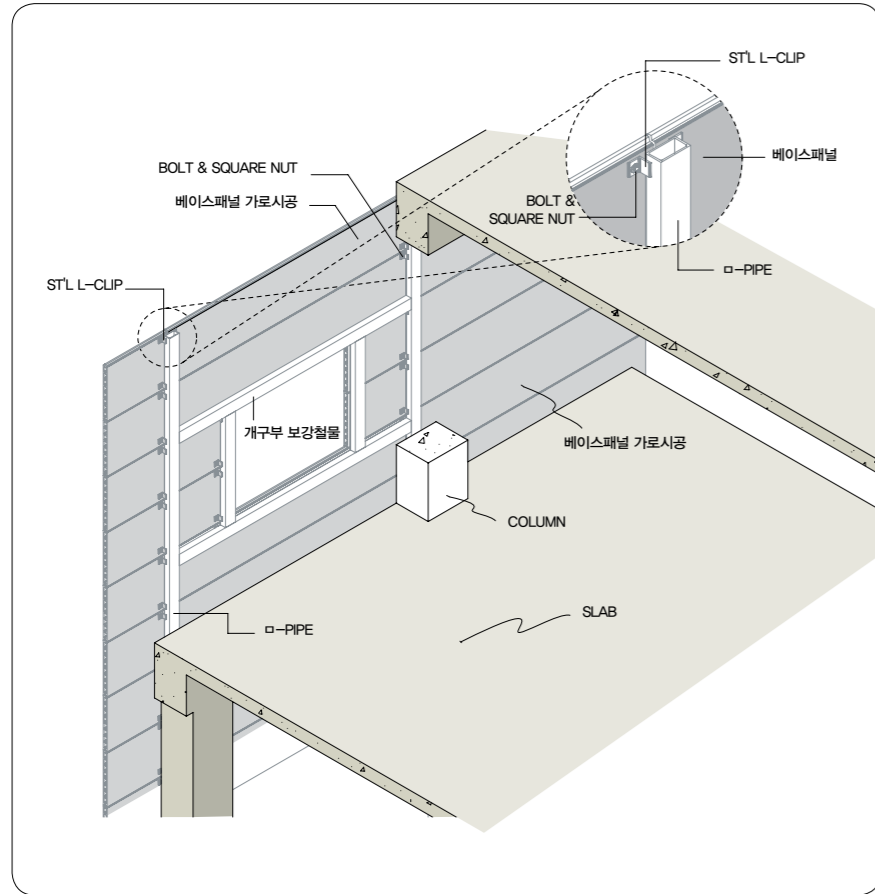 ST'L L-CLIP
BOLT & SQUARE NUT
베이스패널
베이스패널 가로시공
BOLT &
SQUARE NUT
ㅁ-PIPE
ST'L L-CLIP
개구부 보강철물
베이스패널 가로시공
COLUMN
SLAB
ㅁ-PIPE